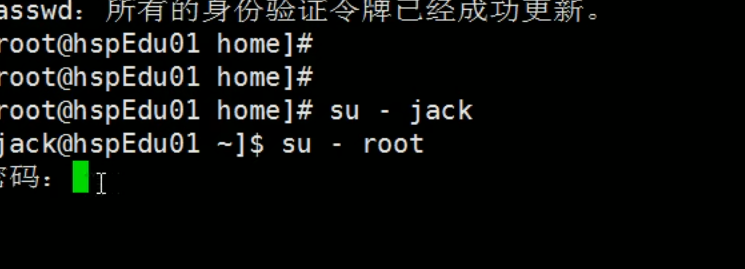 asswd：所有的身份验证令牌已经成功更新。
root@hspEdu01 home]#
root@hspEdu01 home]#
root@hspEdu01 home]# su - jack
jack@hspEdu01 ~]$ su - root
密码：